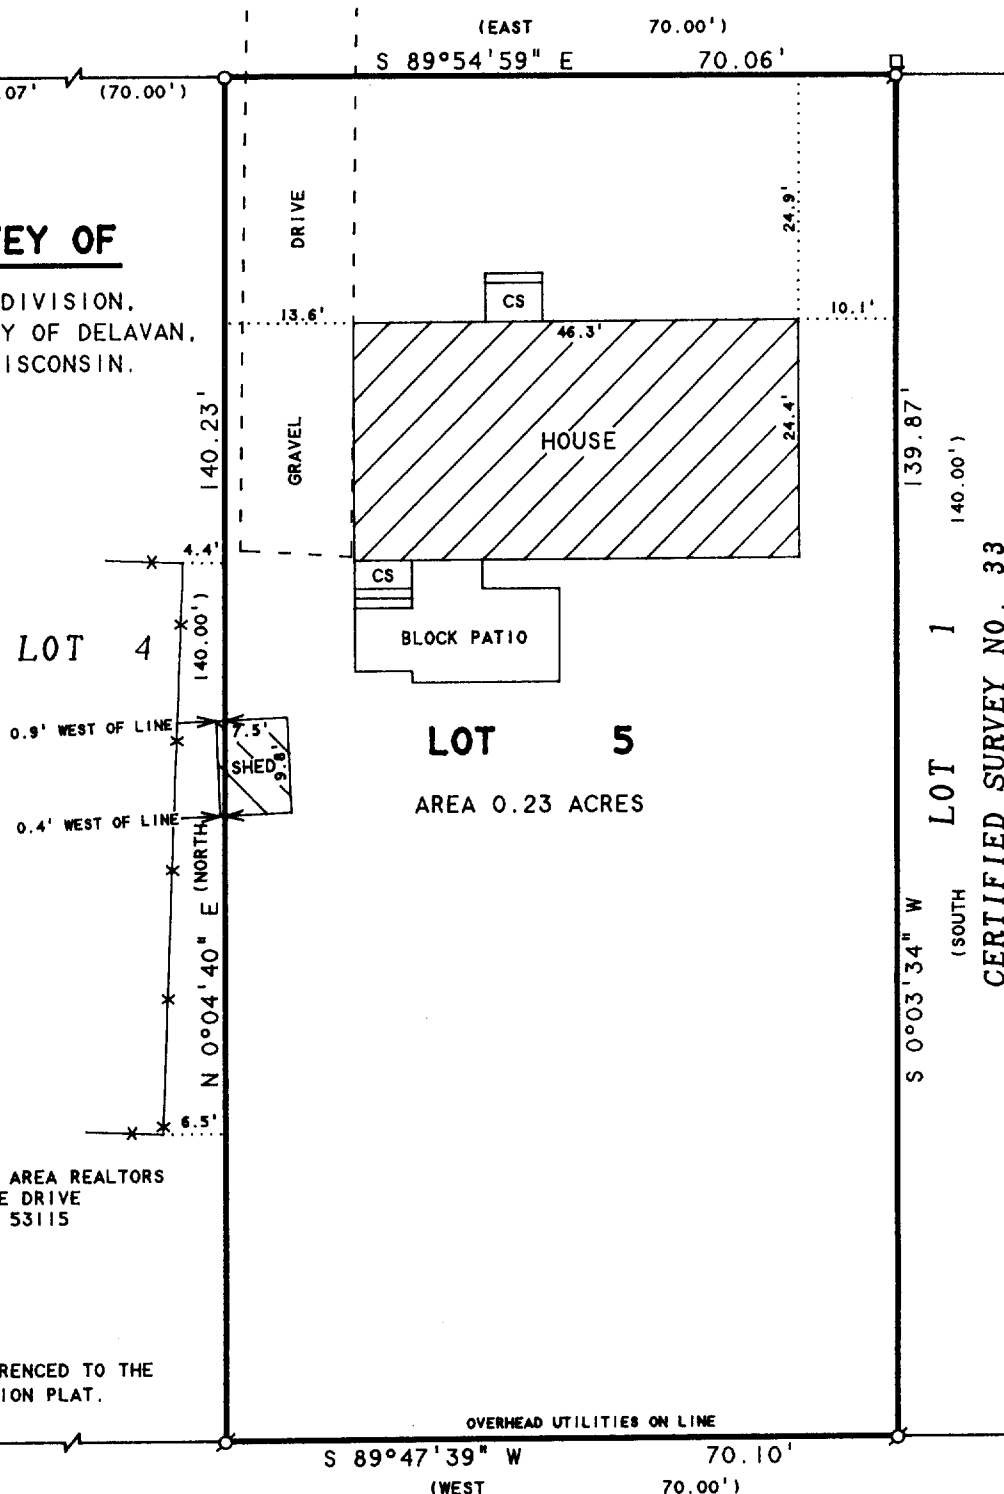 (EAST 70.00')
S 89°54'59" E 70.06'
.07' (70.00')
EY OF
DIVISION,
Y OF DELAVAN,
ISCONSIN.
DRIVE
24.9'
CS
13.6'
46.3'
10.1'
140.23'
GRAVEL
HOUSE
24.4'
139.87'
140.00')
4.4'
CS
140.00')
BLOCK PATIO
LOT 4
LOT 1
CERTIFIED SURVEY NO. 33
0.9' WEST OF LINE
7.5'
SHED
9.8'
LOT 5
AREA 0.23 ACRES
0.4' WEST OF LINE
(NORTH
N 0°04'40" E
(SOUTH
S 0°03'34" W
6.5'
AREA REALTORS
E DRIVE
53115
RENCED TO THE
ION PLAT.
OVERHEAD UTILITIES ON LINE
S 89°47'39" W 70.10'
(WEST 70.00')